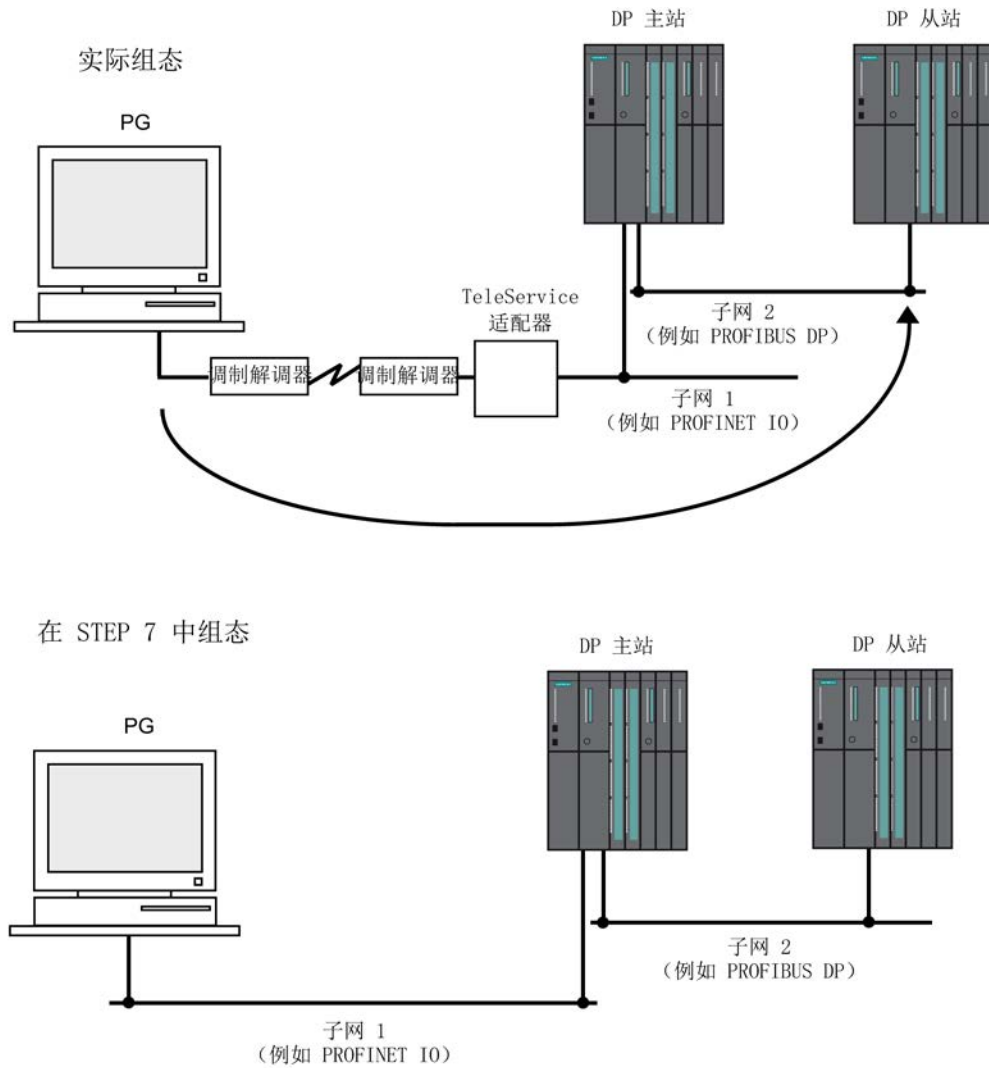 DP 主站
DP 从站
实际组态
PG
TeleService
适配器
子网 2
（例如 PROFIBUS DP）
调制解调器
调制解调器
子网 1
（例如 PROFINET IO）
在 STEP 7 中组态
DP 主站
DP 从站
PG
子网 2
（例如 PROFIBUS DP）
子网 1
（例如 PROFINET IO）